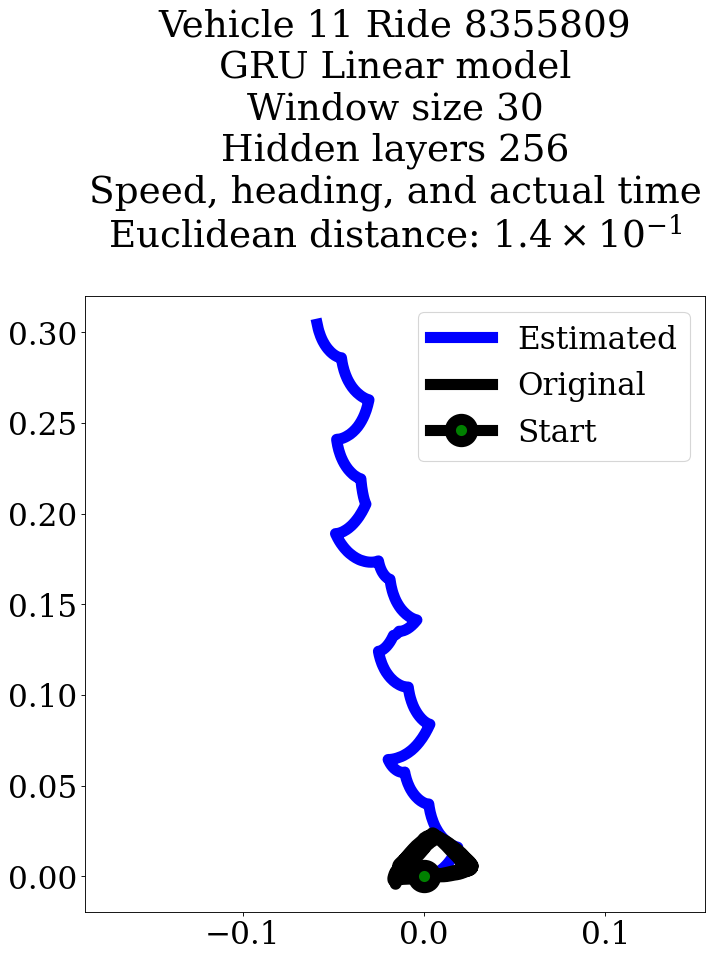 Vehicle 11 Ride 8355809
GRU Linear model
Window size 30
Hidden layers 256
Speed, heading, and actual time
Euclidean distance: 1.4 × 10⁻¹
Estimated
Original
Start
0.30
0.25
0.20
0.15
0.10
0.05
0.00
−0.1 0.0 0.1